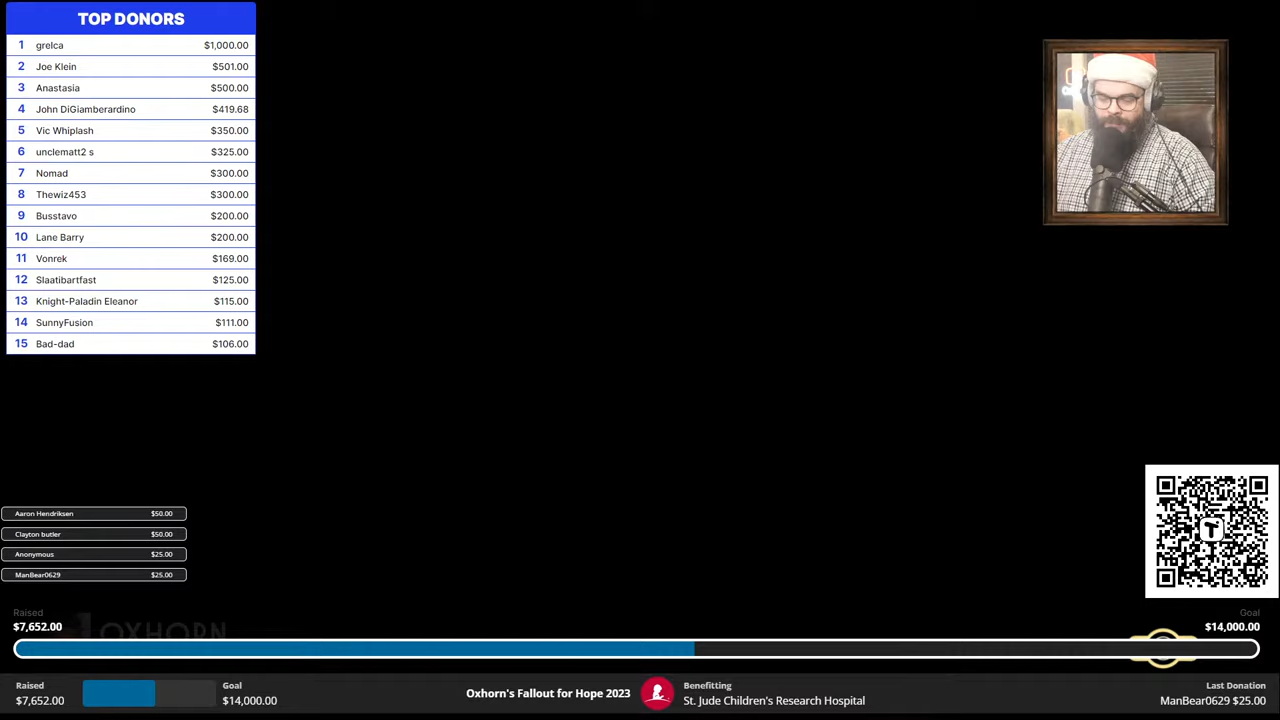 TOP DONORS
1 grelca $1,000.00
2 Joe Klein $501.00
3 Anastasia $500.00
4 John DiGiamberardino $419.68
5 Vic Whiplash $350.00
6 unclematt2 s $325.00
7 Nomad $300.00
8 Thewiz453 $300.00
9 Busstavo $200.00
10 Lane Barry $200.00
11 Vonrek $169.00
12 Slaatibartfast $125.00
13 Knight-Paladin Eleanor $115.00
14 SunnyFusion $111.00
15 Bad-dad $106.00
Aaron Hendriksen $50.00
Clayton butler $50.00
Anonymous $25.00
ManBear0629 $25.00
Raised Goal
$7,652.00 $14,000.00
OXHORN
Raised Goal Benefitting Last Donation
$7,652.00 $14,000.00 Oxhorn's Fallout for Hope 2023 St. Jude Children's Research Hospital ManBear0629 $25.00